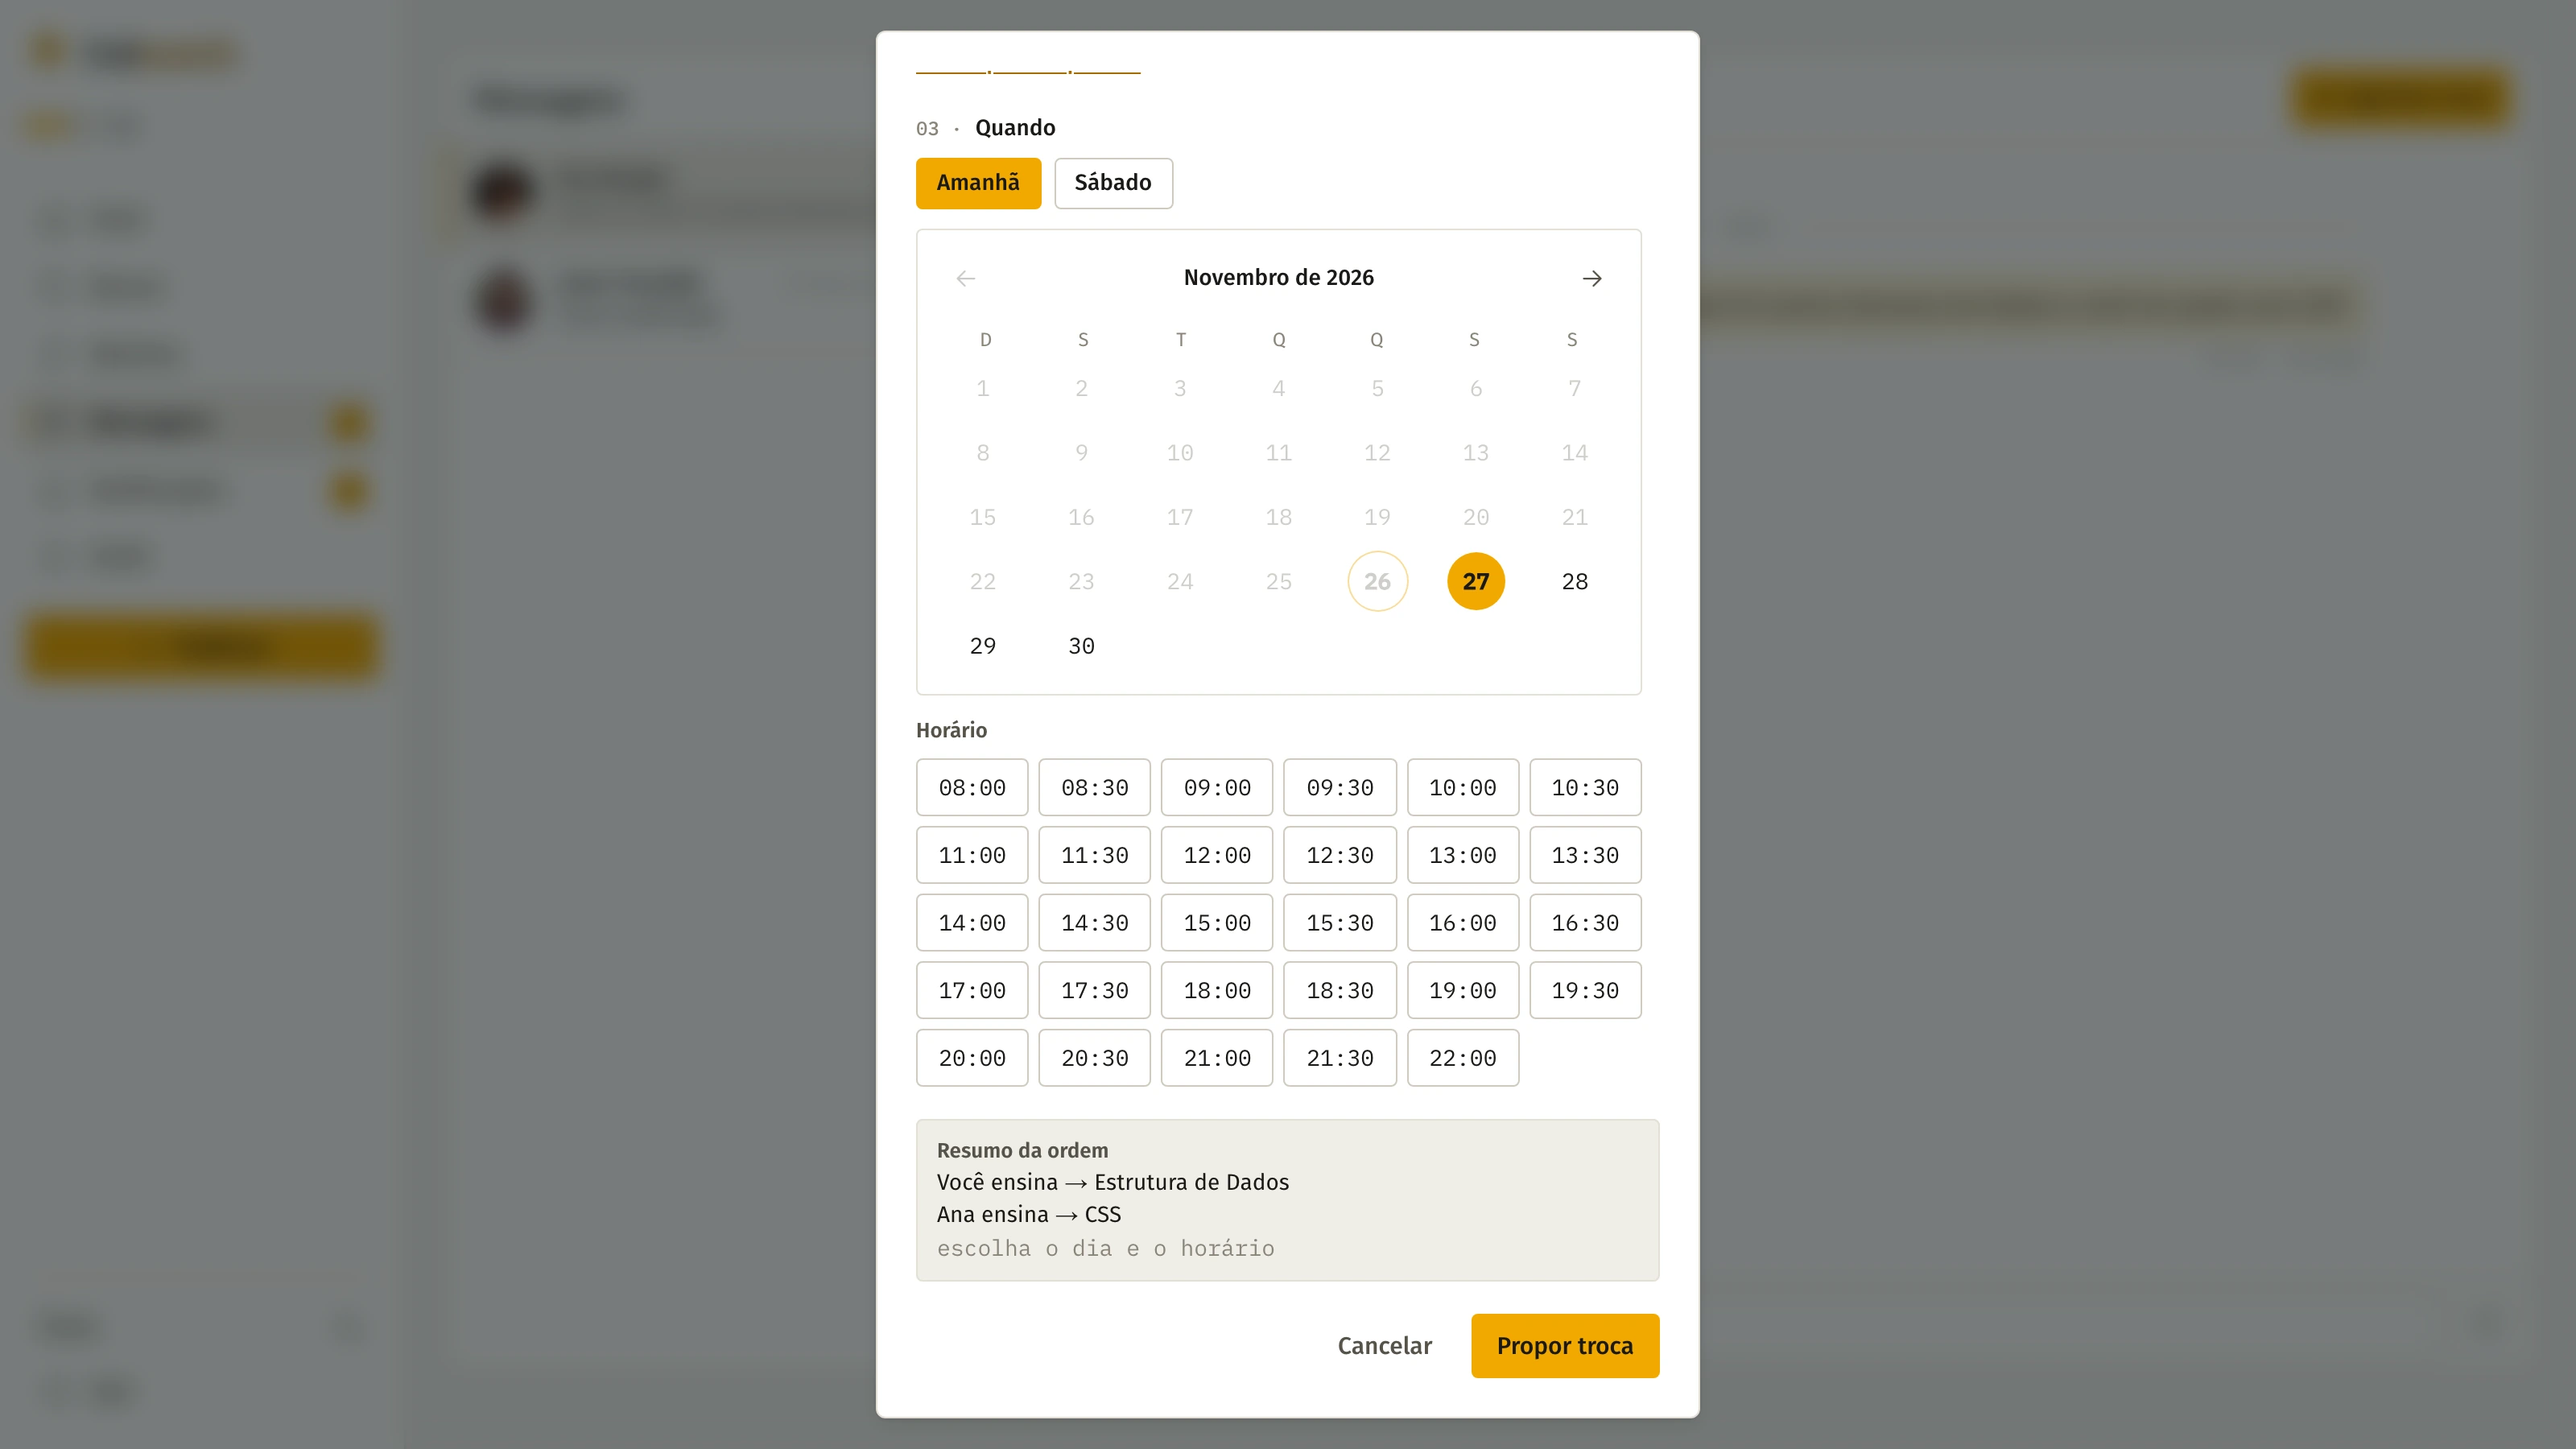 03 · Quando
Amanhã Sábado
← Novembro de 2026 →
D S T Q Q S S
1 2 3 4 5 6 7
8 9 10 11 12 13 14
15 16 17 18 19 20 21
22 23 24 25 26 27 28
29 30
Horário
08:00 08:30 09:00 09:30 10:00 10:30
11:00 11:30 12:00 12:30 13:00 13:30
14:00 14:30 15:00 15:30 16:00 16:30
17:00 17:30 18:00 18:30 19:00 19:30
20:00 20:30 21:00 21:30 22:00
Resumo da ordem
Você ensina → Estrutura de Dados
Ana ensina → CSS
escolha o dia e o horário
Cancelar Propor troca